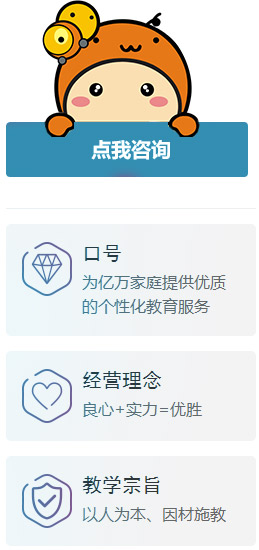 点我咨询
口号
为亿万家庭提供优质
的个性化教育服务
经营理念
良心+实力=优胜
教学宗旨
以人为本、因材施教